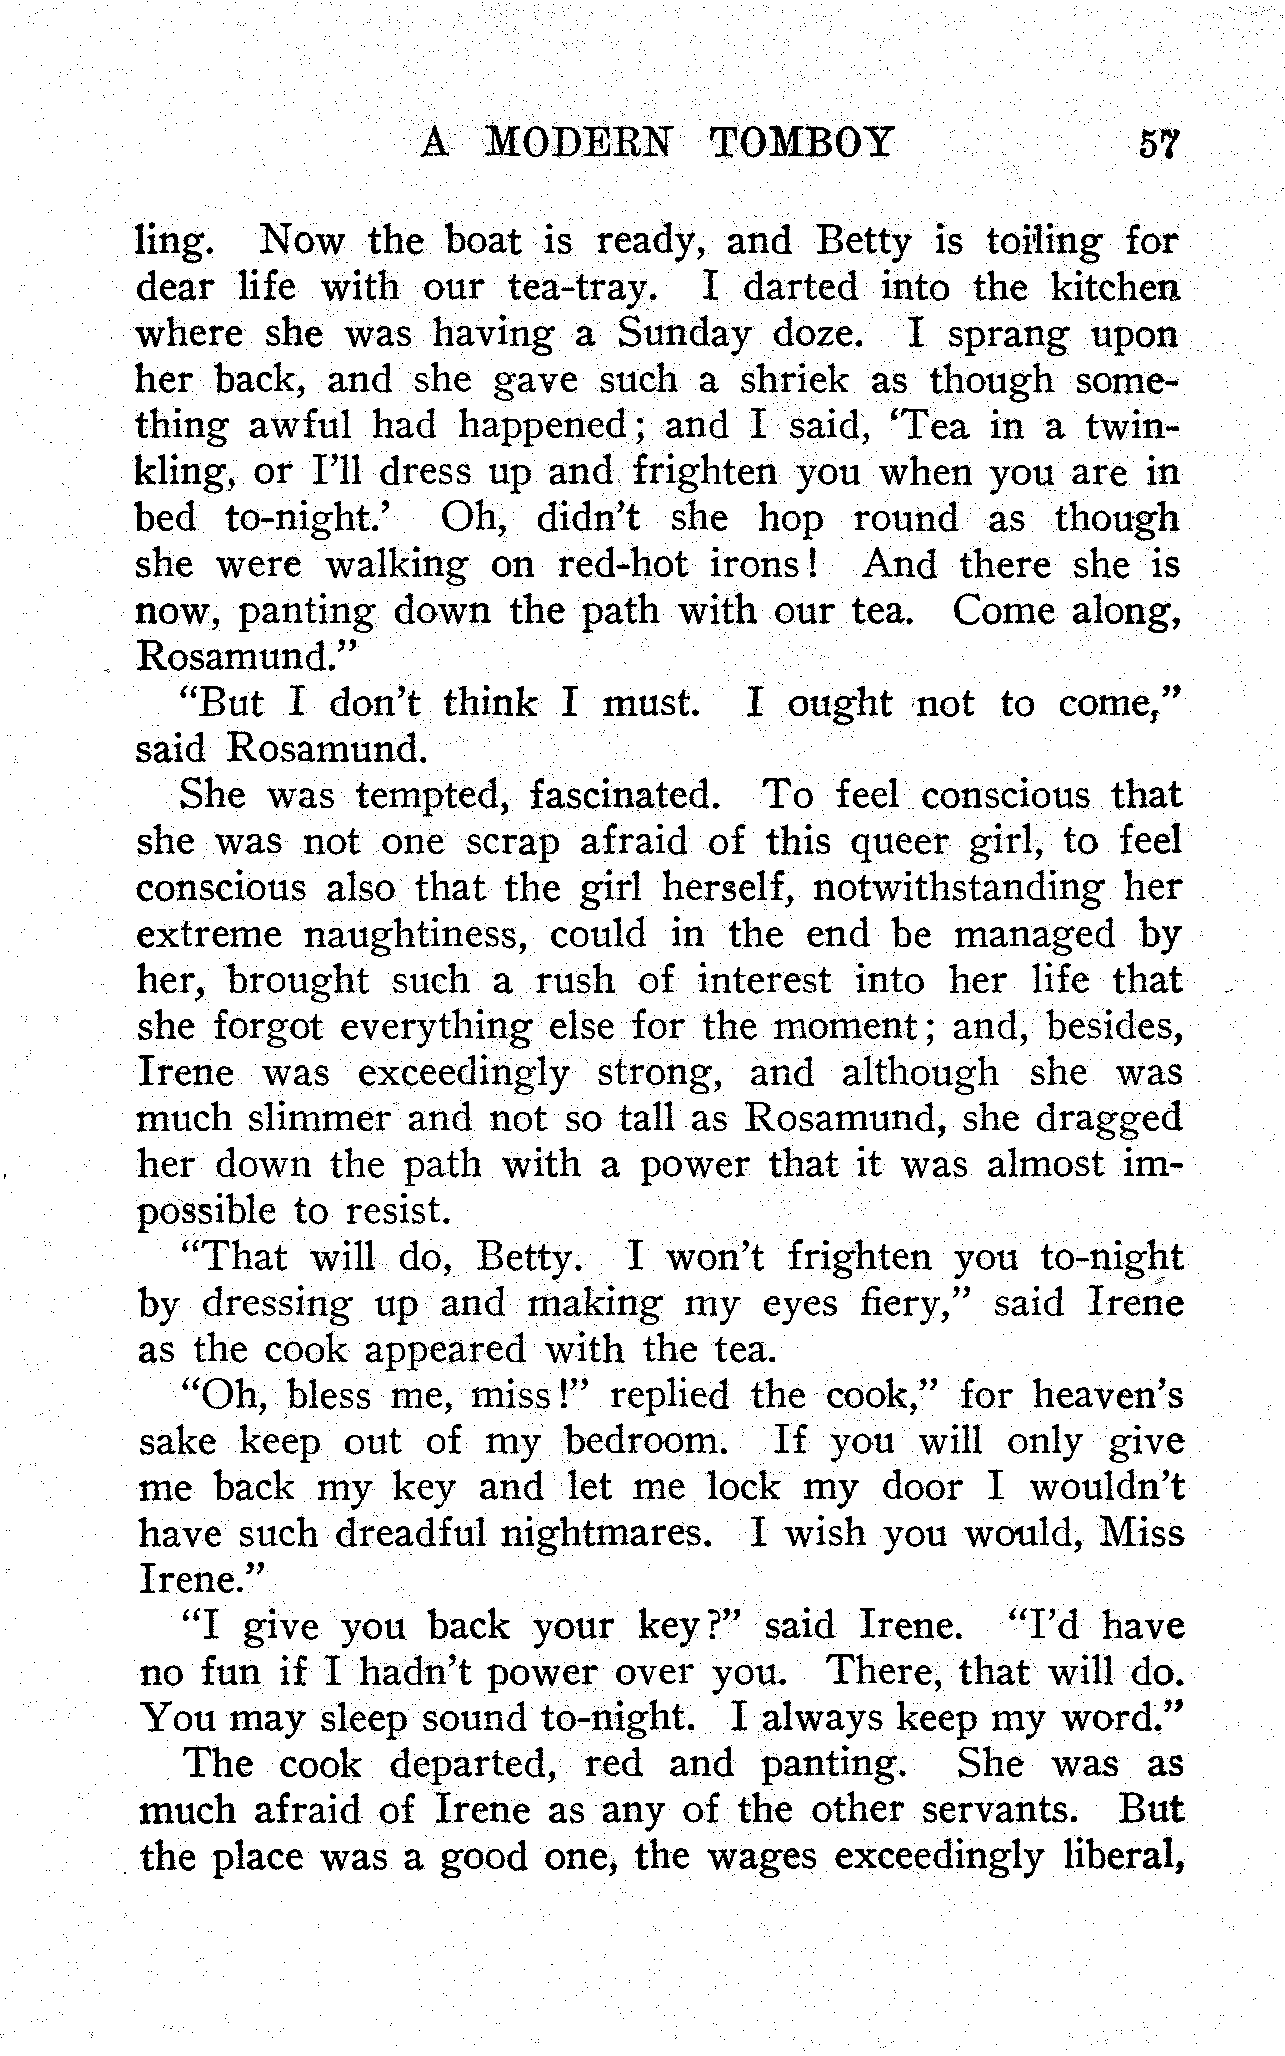 A MODERN TOMBOY 57
ling. Now the boat is ready, and Betty is toiling for
dear life with our tea-tray. I darted into the kitchen
where she was having a Sunday doze. I sprang upon
her back, and she gave such a shriek as though some-
thing awful had happened; and I said, ‘Tea in a twin-
kling, or I’ll dress up and frighten you when you are in
bed to-night.’ Oh, didn’t she hop round as though
she were walking on red-hot irons! And there she is
now, panting down the path with our tea. Come along,
Rosamund.”
“But I don’t think I must. I ought not to come,”
said Rosamund.
She was tempted, fascinated. To feel conscious that
she was not one scrap afraid of this queer girl, to feel
conscious also that the girl herself, notwithstanding her
extreme naughtiness, could in the end be managed by
her, brought such a rush of interest into her life that
she forgot everything else for the moment; and, besides,
Irene was exceedingly strong, and although she was
much slimmer and not so tall as Rosamund, she dragged
her down the path with a power that it was almost im-
possible to resist.
“That will do, Betty. I won’t frighten you to-night
by dressing up and making my eyes fiery,” said Irene
as the cook appeared with the tea.
“Oh, bless me, miss!” replied the cook,” for heaven’s
sake keep out of my bedroom. If you will only give
me back my key and let me lock my door I wouldn’t
have such dreadful nightmares. I wish you would, Miss
Irene.”
“I give you back your key?” said Irene. “I’d have
no fun if I hadn’t power over you. There, that will do.
You may sleep sound to-night. I always keep my word.”
The cook departed, red and panting. She was as
much afraid of Irene as any of the other servants. But
the place was a good one, the wages exceedingly liberal,